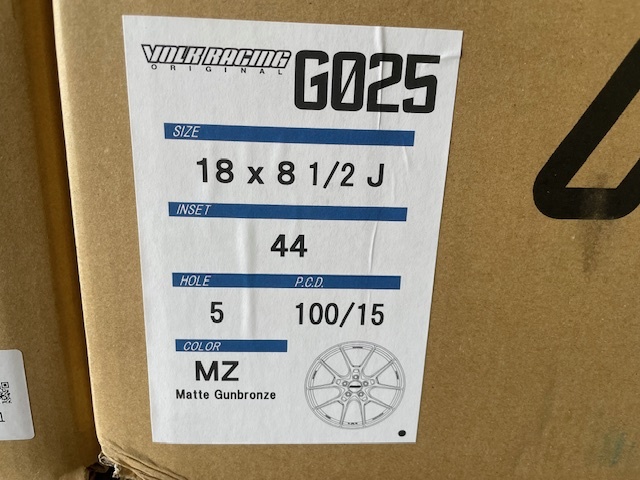 VOLK RACING
ORIGINAL
G025
SIZE
18 x 8 1/2 J
INSET
44
HOLE P.C.D.
5 100/15
COLOR
MZ
Matte Gunbronze